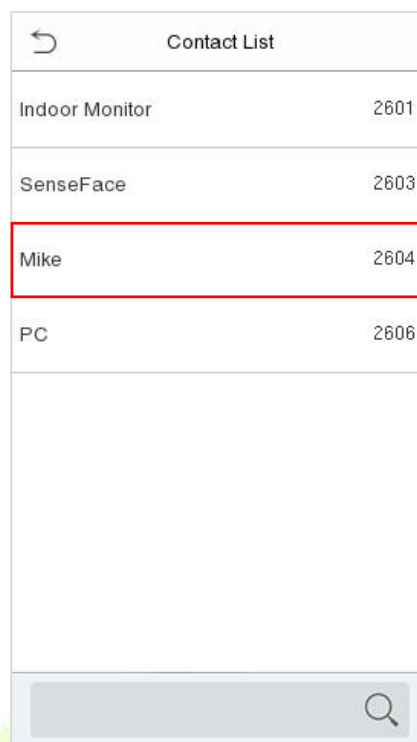 Contact List
Indoor Monitor 2601
SenseFace 2603
Mike 2604
PC 2606